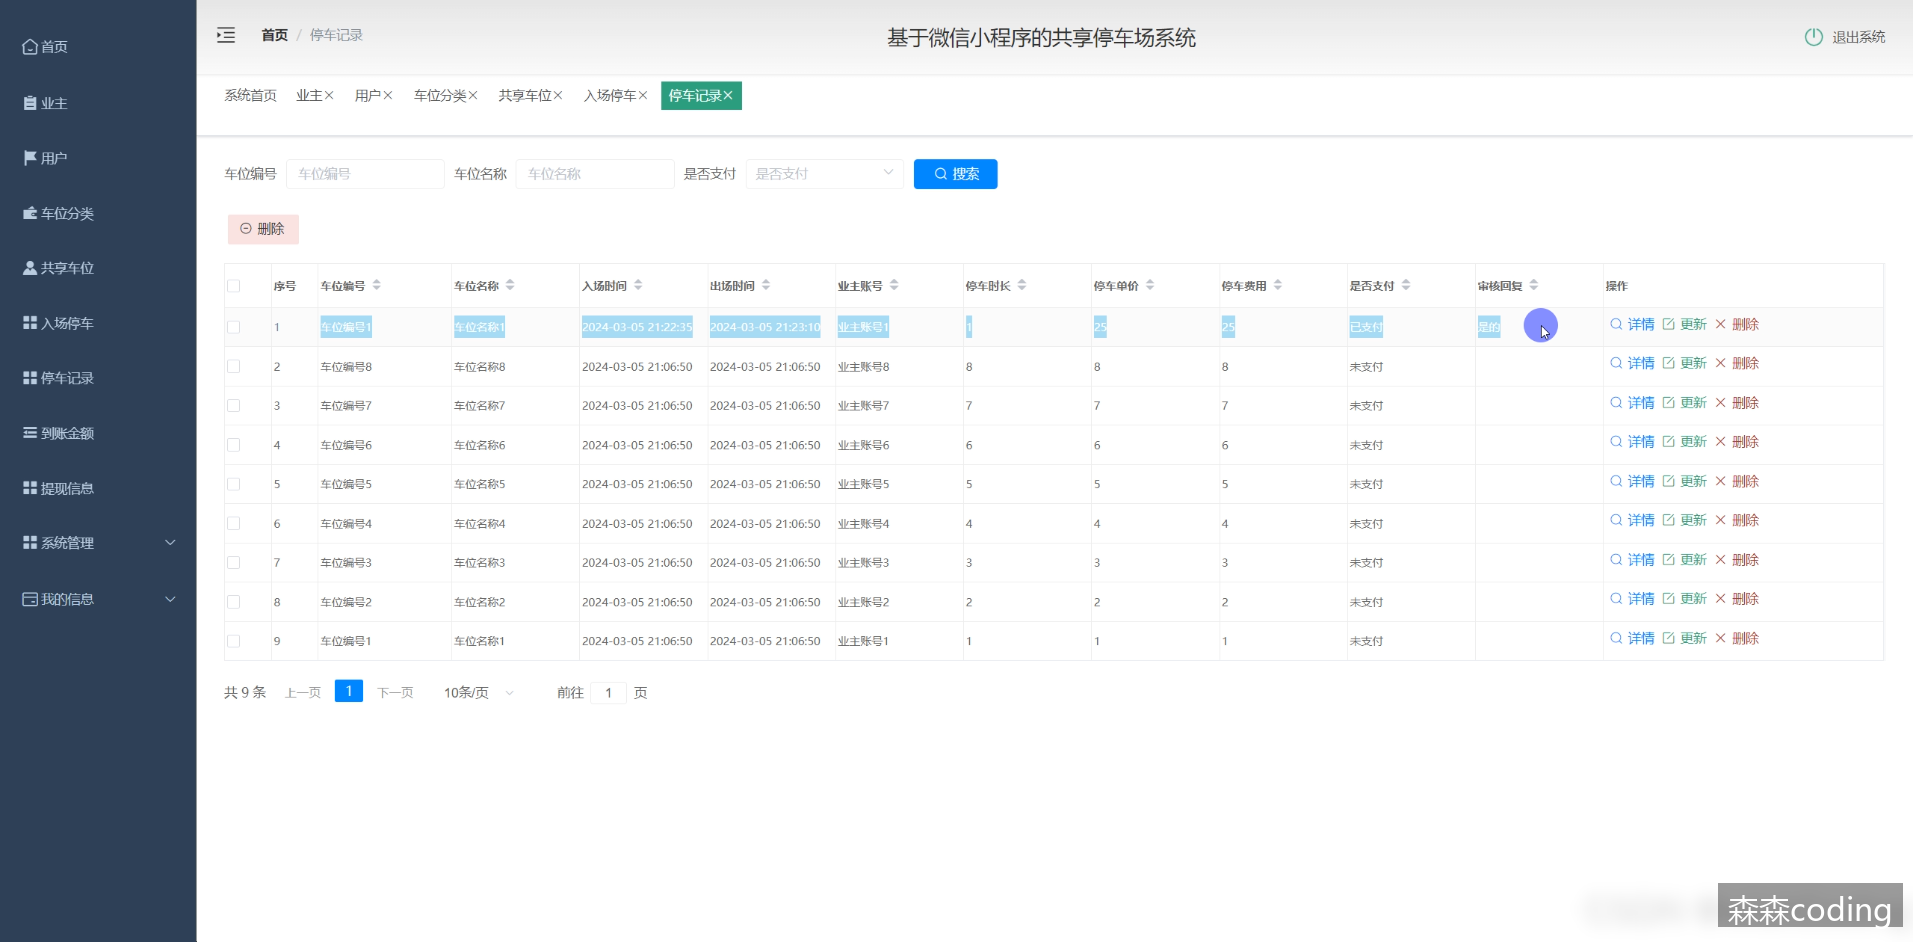 首页
业主
用户
车位分类
共享车位
入场停车
停车记录
到账金额
提现信息
系统管理
我的信息
首页 / 停车记录
基于微信小程序的共享停车场系统
退出系统
系统首页 业主 用户 车位分类 共享车位 入场停车 停车记录
车位编号 车位编号 车位名称 车位名称 是否支付 是否支付 搜索
删除
序号 车位编号 车位名称 入场时间 出场时间 业主账号 停车时长 停车单价 停车费用 是否支付 审核回复 操作
1 车位编号1 车位名称1 2024-03-05 21:22:35 2024-03-05 21:23:10 业主账号1 1 25 25 已支付 是的 详情 更新 删除
2 车位编号8 车位名称8 2024-03-05 21:06:50 2024-03-05 21:06:50 业主账号8 8 8 8 未支付 详情 更新 删除
3 车位编号7 车位名称7 2024-03-05 21:06:50 2024-03-05 21:06:50 业主账号7 7 7 7 未支付 详情 更新 删除
4 车位编号6 车位名称6 2024-03-05 21:06:50 2024-03-05 21:06:50 业主账号6 6 6 6 未支付 详情 更新 删除
5 车位编号5 车位名称5 2024-03-05 21:06:50 2024-03-05 21:06:50 业主账号5 5 5 5 未支付 详情 更新 删除
6 车位编号4 车位名称4 2024-03-05 21:06:50 2024-03-05 21:06:50 业主账号4 4 4 4 未支付 详情 更新 删除
7 车位编号3 车位名称3 2024-03-05 21:06:50 2024-03-05 21:06:50 业主账号3 3 3 3 未支付 详情 更新 删除
8 车位编号2 车位名称2 2024-03-05 21:06:50 2024-03-05 21:06:50 业主账号2 2 2 2 未支付 详情 更新 删除
9 车位编号1 车位名称1 2024-03-05 21:06:50 2024-03-05 21:06:50 业主账号1 1 1 1 未支付 详情 更新 删除
共 9 条 上一页 1 下一页 10条/页 前往 1 页
森森coding